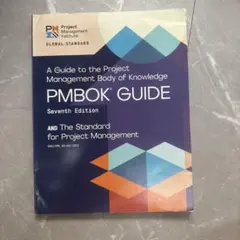 Project
Management
Institute
GLOBAL STANDARD
A Guide to the Project
Management Body of Knowledge
PMBOK® GUIDE
Seventh Edition
AND The Standard
for Project Management